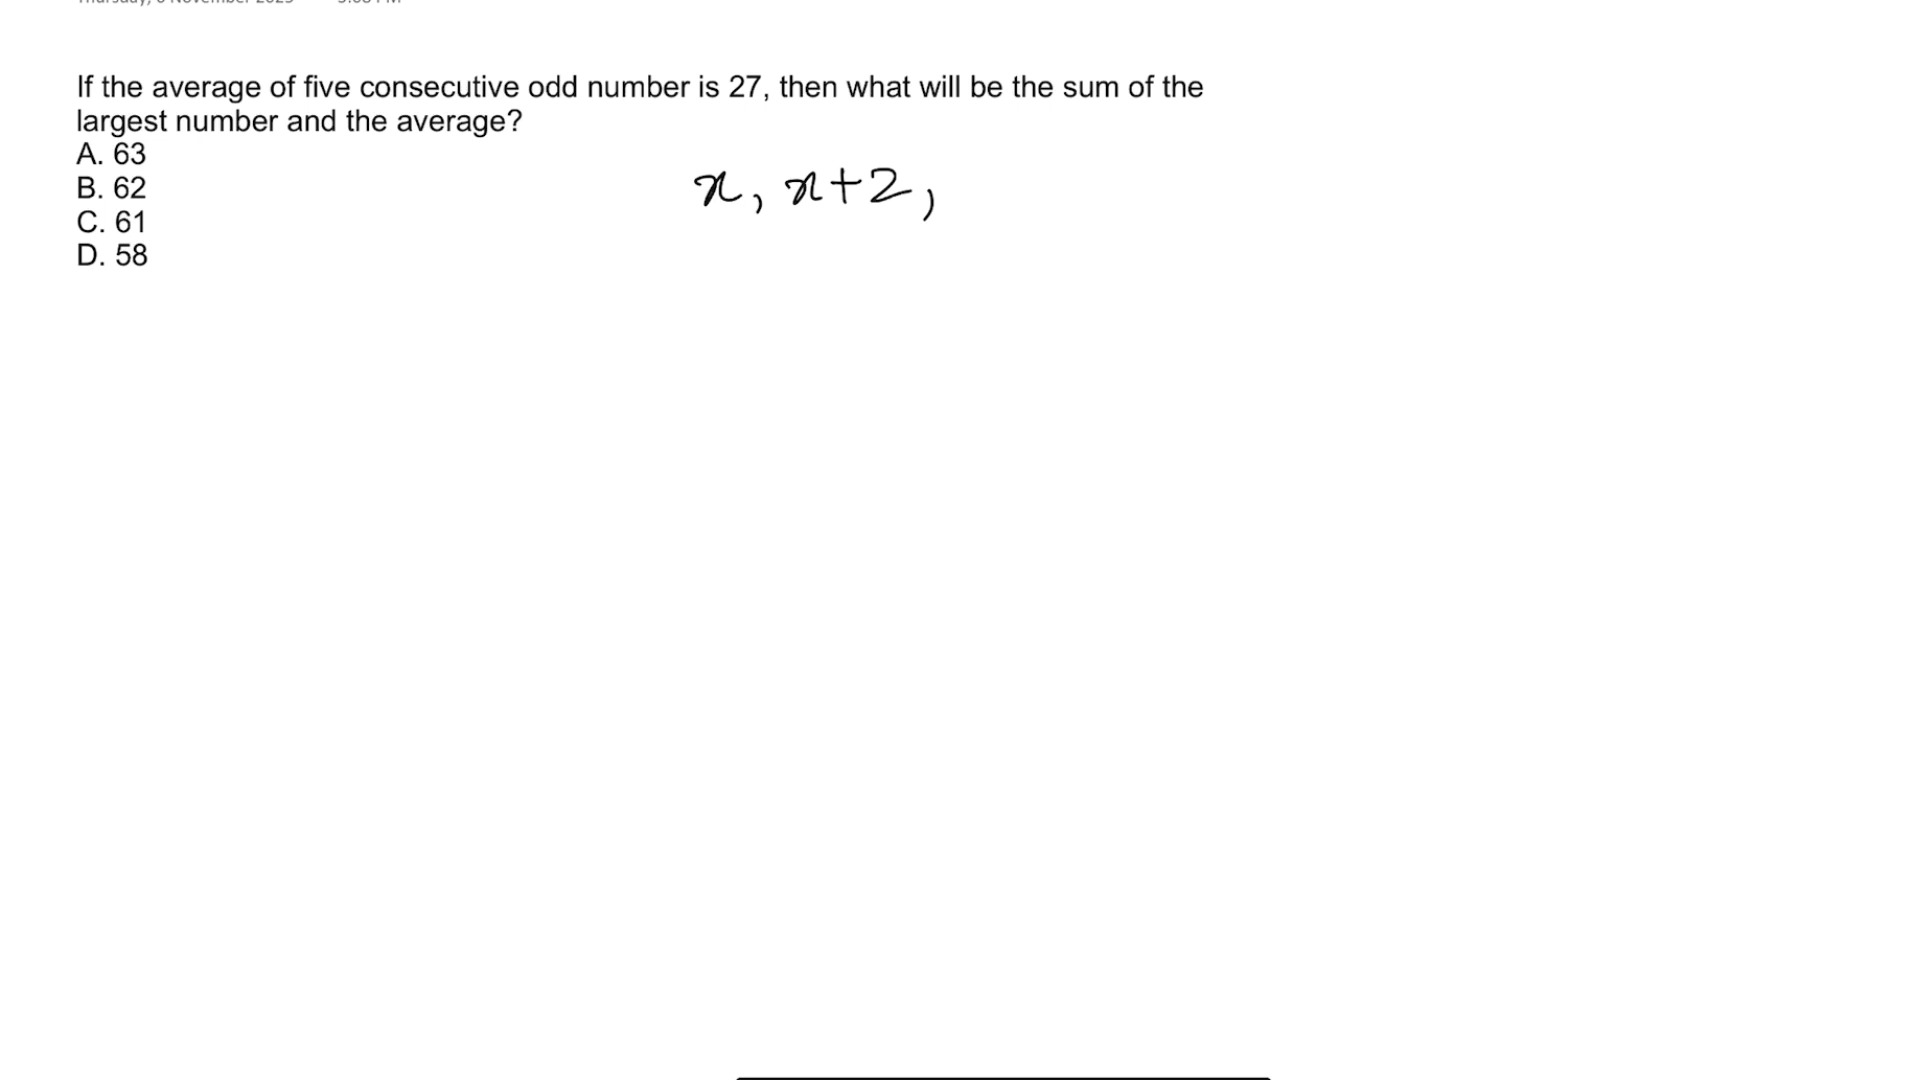 If the average of five consecutive odd number is 27, then what will be the sum of the
largest number and the average?
A. 63
B. 62
C. 61
D. 58
x, x+2,